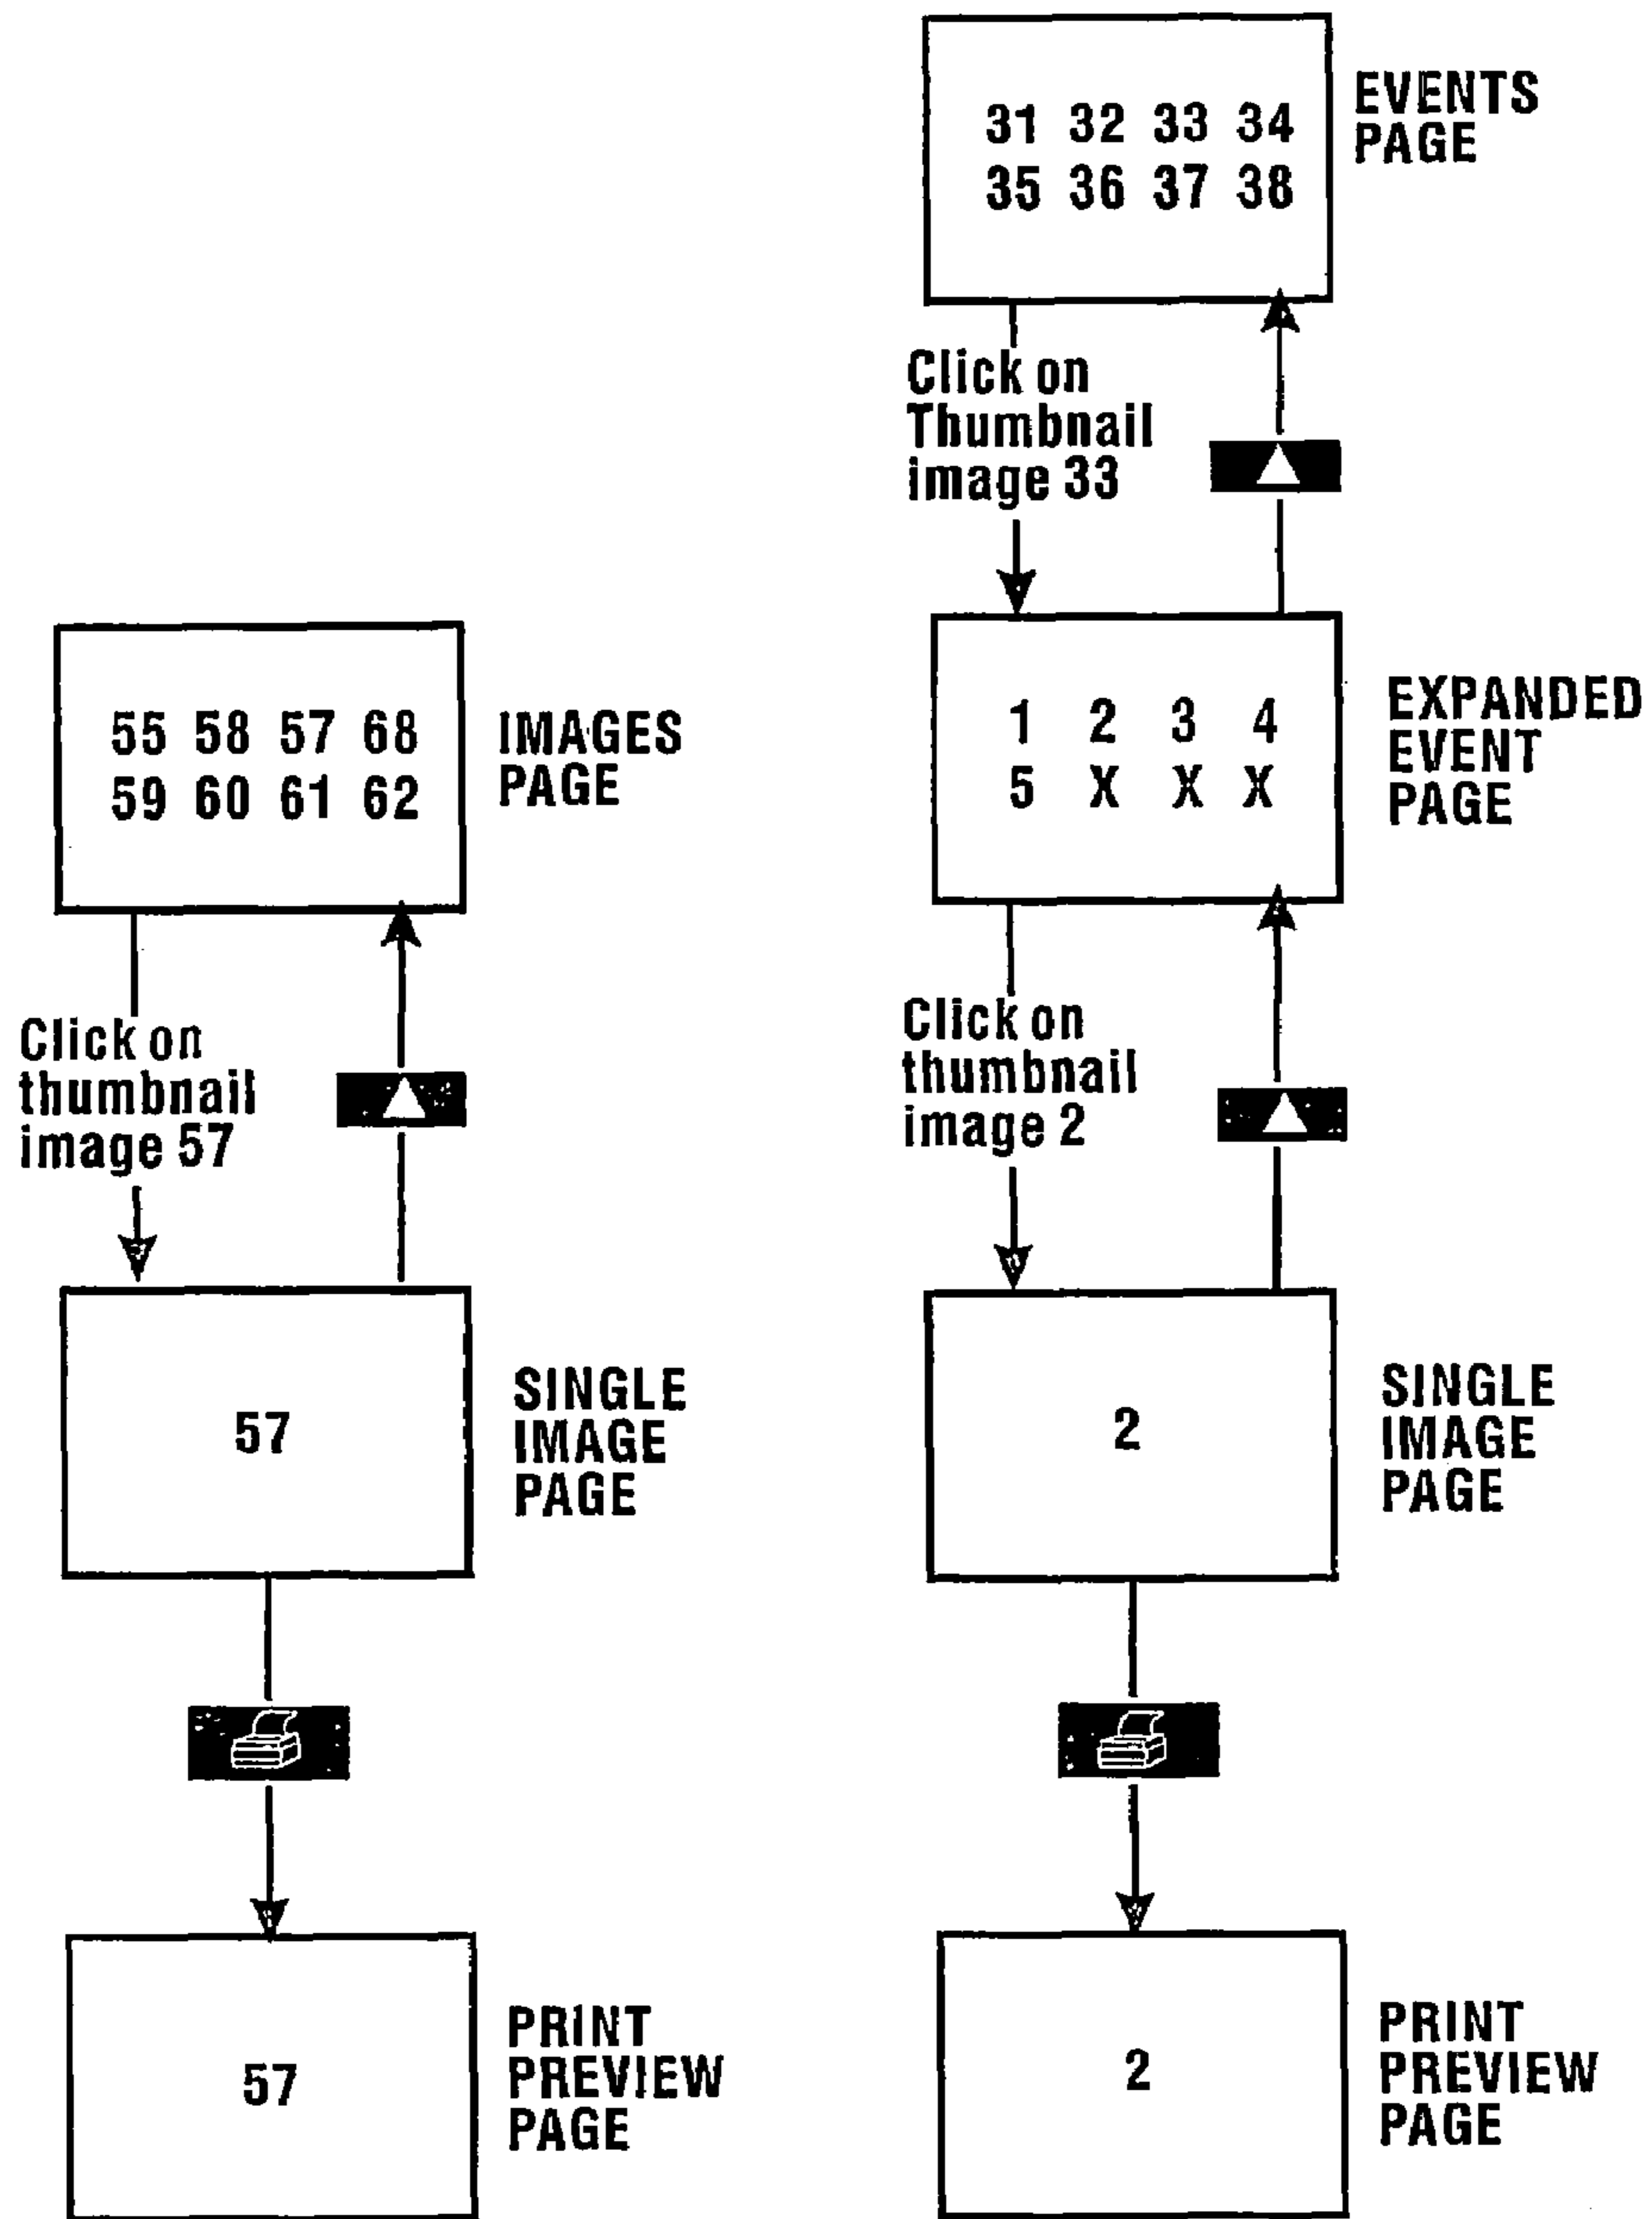 31 32 33 34
35 36 37 38
EVENTS
PAGE
Click on
Thumbnail
image 33
1 2 3 4
5 X X X
EXPANDED
EVENT
PAGE
Click on
thumbnail
image 2
2
SINGLE
IMAGE
PAGE
2
PRINT
PREVIEW
PAGE
55 58 57 68
59 60 61 62
IMAGES
PAGE
Click on
thumbnail
image 57
57
SINGLE
IMAGE
PAGE
57
PRINT
PREVIEW
PAGE